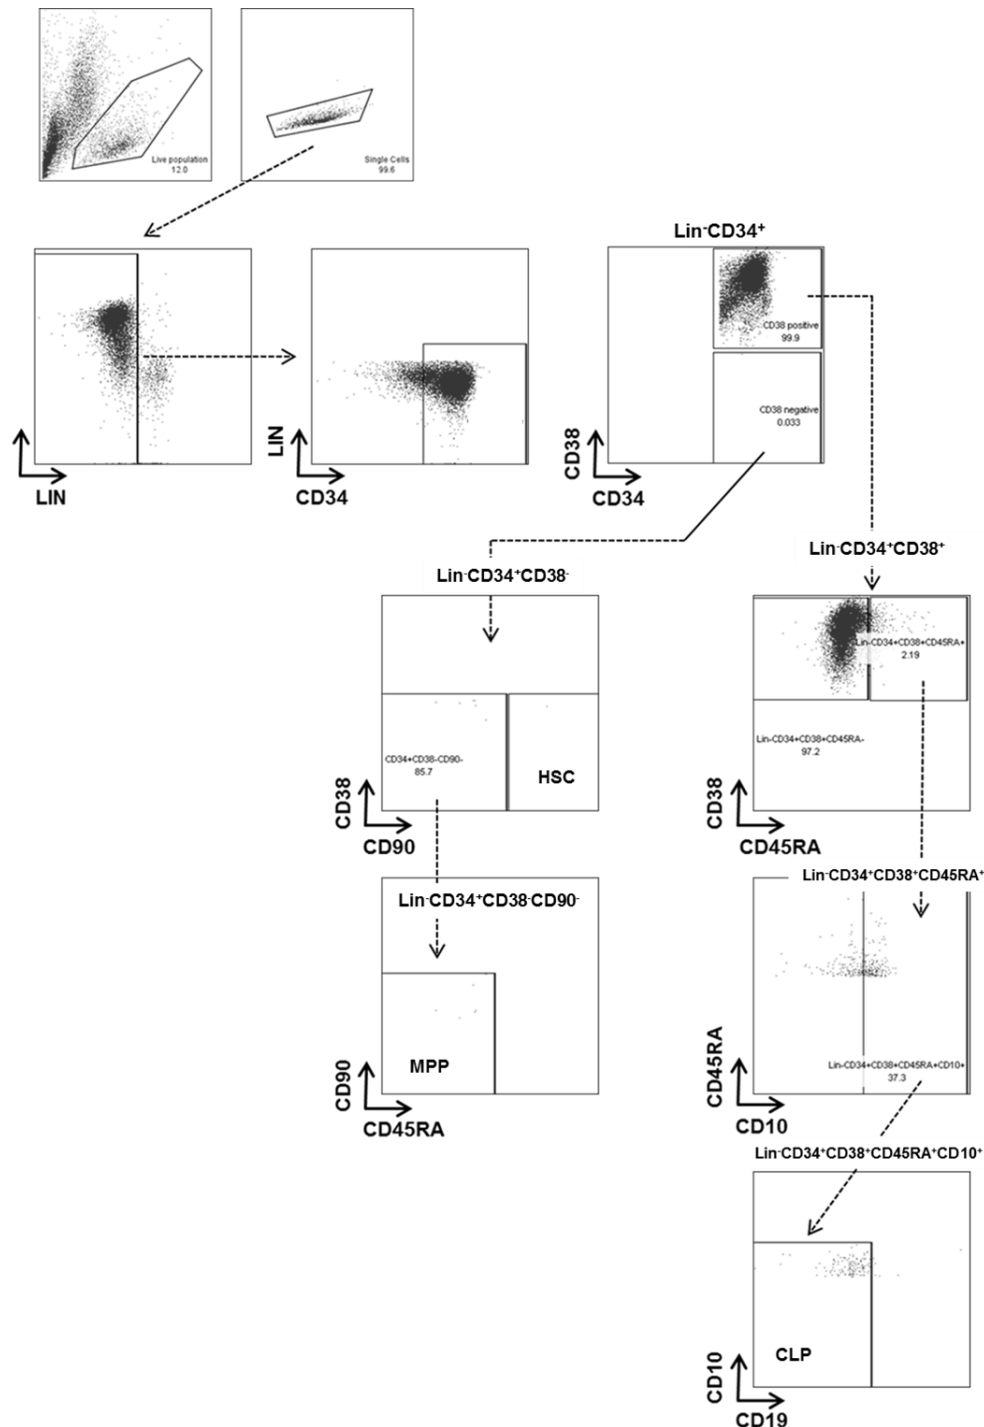 Live population
12.0
Single Cells
99.6
LIN
LIN
CD34
Lin-CD34+
CD38 positive
99.9
CD38 negative
0.033
CD38
CD34
Lin-CD34+CD38-
Lin-CD34+CD38+
CD34+CD38-CD90-
85.7
HSC
CD38
CD90
Lin-CD34+CD38+CD45RA+
2.19
Lin-CD34+CD38+CD45RA-
97.2
CD38
CD45RA
Lin-CD34+CD38-CD90-
MPP
CD90
CD45RA
Lin-CD34+CD38+CD45RA+
Lin-CD34+CD38+CD45RA+CD10+
37.3
CD45RA
CD10
Lin-CD34+CD38+CD45RA+CD10+
CLP
CD10
CD19